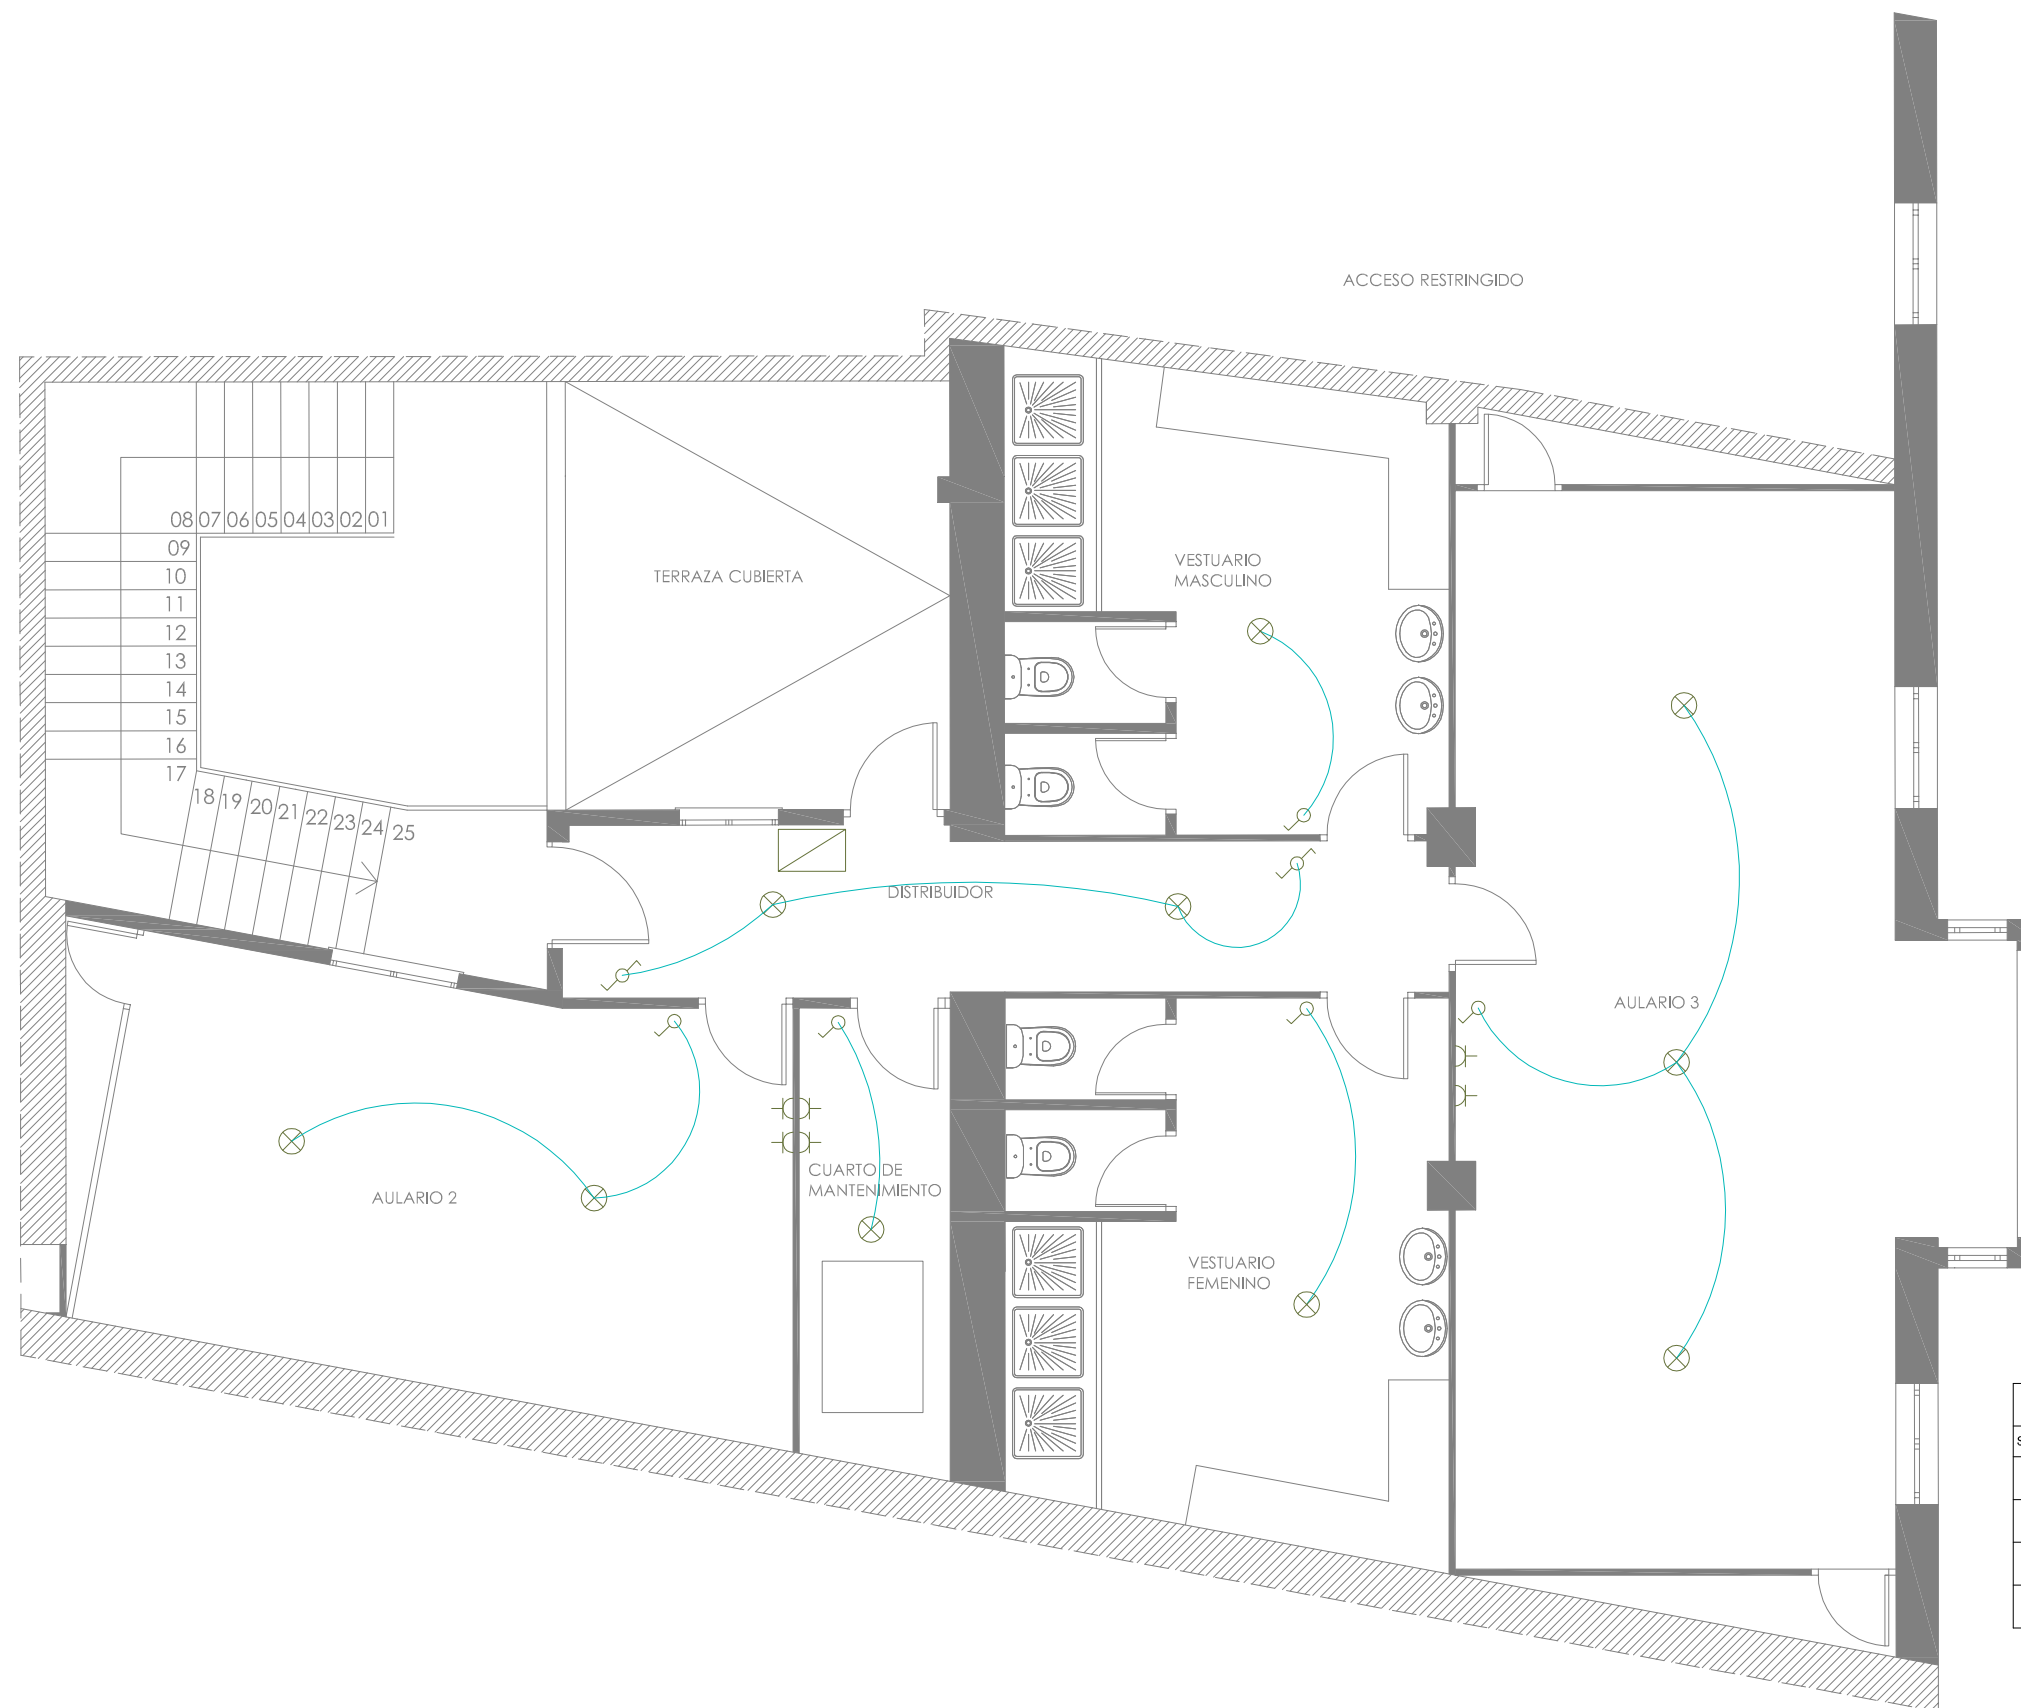 ACCESO RESTRINGIDO
08 07 06 05 04 03 02 01
09
10
11
12
13
14
15
16
17
18 19 20 21 22 23 24 25
TERRAZA CUBIERTA
VESTUARIO
MASCULINO
DISTRIBUIDOR
AULARIO 3
AULARIO 2
CUARTO DE
MANTENIMIENTO
VESTUARIO
FEMENINO